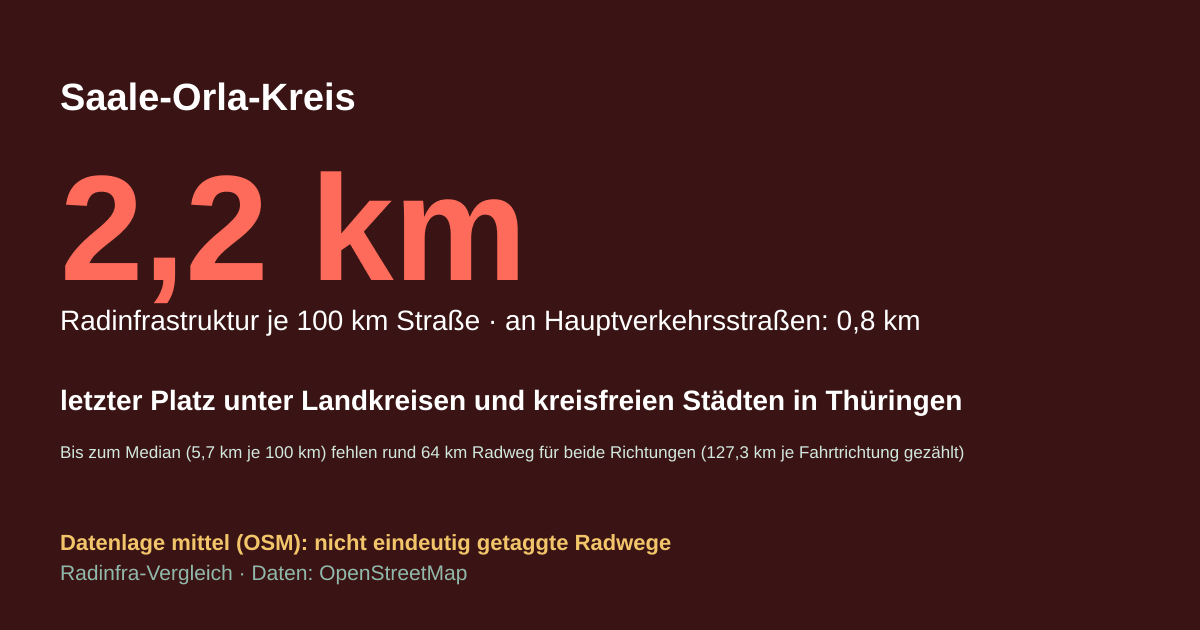 Saale-Orla-Kreis
2,2 km
Radinfrastruktur je 100 km Straße · an Hauptverkehrsstraßen: 0,8 km
letzter Platz unter Landkreisen und kreisfreien Städten in Thüringen
Bis zum Median (5,7 km je 100 km) fehlen rund 64 km Radweg für beide Richtungen (127,3 km je Fahrtrichtung gezählt)
Datenlage mittel (OSM): nicht eindeutig getaggte Radwege
Radinfra-Vergleich · Daten: OpenStreetMap